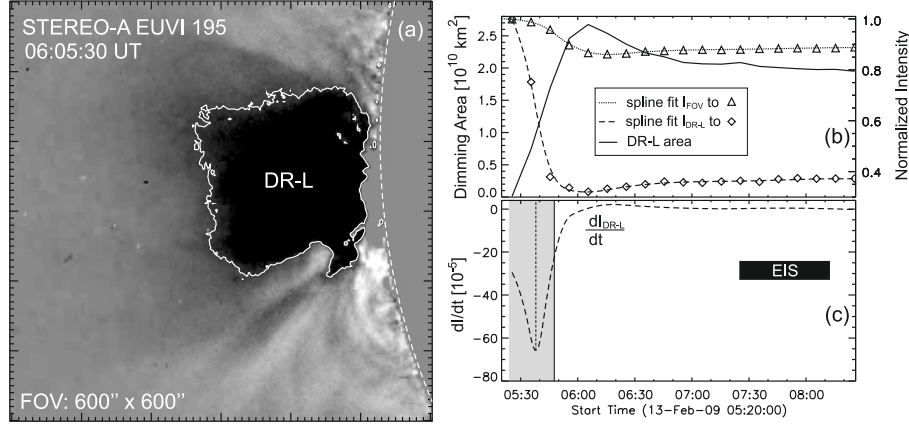 STEREO-A EUVI 195
06:05:30 UT
(a)
DR-L
FOV: 600'' x 600''
Dimming Area [10¹⁰ km²]
2.5
2.0
1.5
1.0
0.5
0.0
spline fit I_FOV to △
spline fit I_DR-L to ◇
DR-L area
(b)
1.0
0.8
0.6
0.4
Normalized Intensity
dI/dt [10⁻⁵]
0
−20
−40
−60
−80
dI_DR-L
dt
EIS
(c)
05:30 06:00 06:30 07:00 07:30 08:00
Start Time (13-Feb-09 05:20:00)